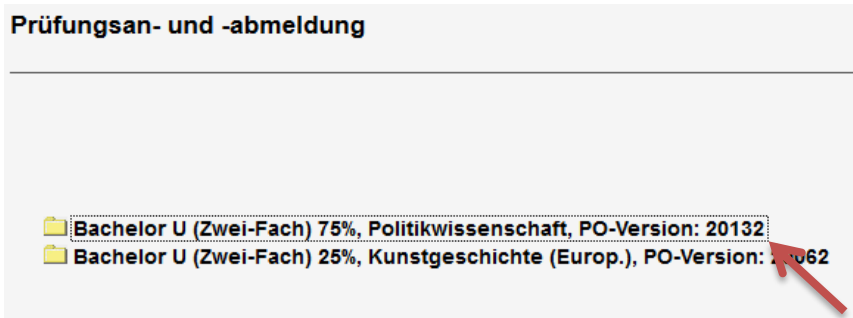 Prüfungsan- und -abmeldung
Bachelor U (Zwei-Fach) 75%, Politikwissenschaft, PO-Version: 20132
Bachelor U (Zwei-Fach) 25%, Kunstgeschichte (Europ.), PO-Version: